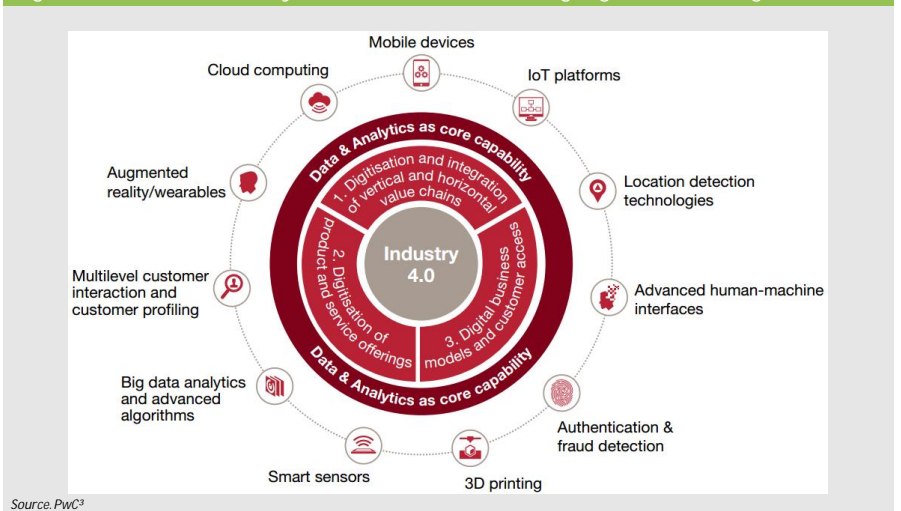 Mobile devices
Cloud computing
IoT platforms
Augmented
reality/wearables
Location detection
technologies
Multilevel customer
interaction and
customer profiling
Advanced human-machine
interfaces
Big data analytics
and advanced
algorithms
Authentication &
fraud detection
Smart sensors
3D printing
Data & Analytics as core capability
1. Digitisation and integration
of vertical and horizontal
value chains
2. Digitisation of
product and service offerings
3. Digital business
models and customer access
Industry
4.0
Data & Analytics as core capability
Source. PwC³